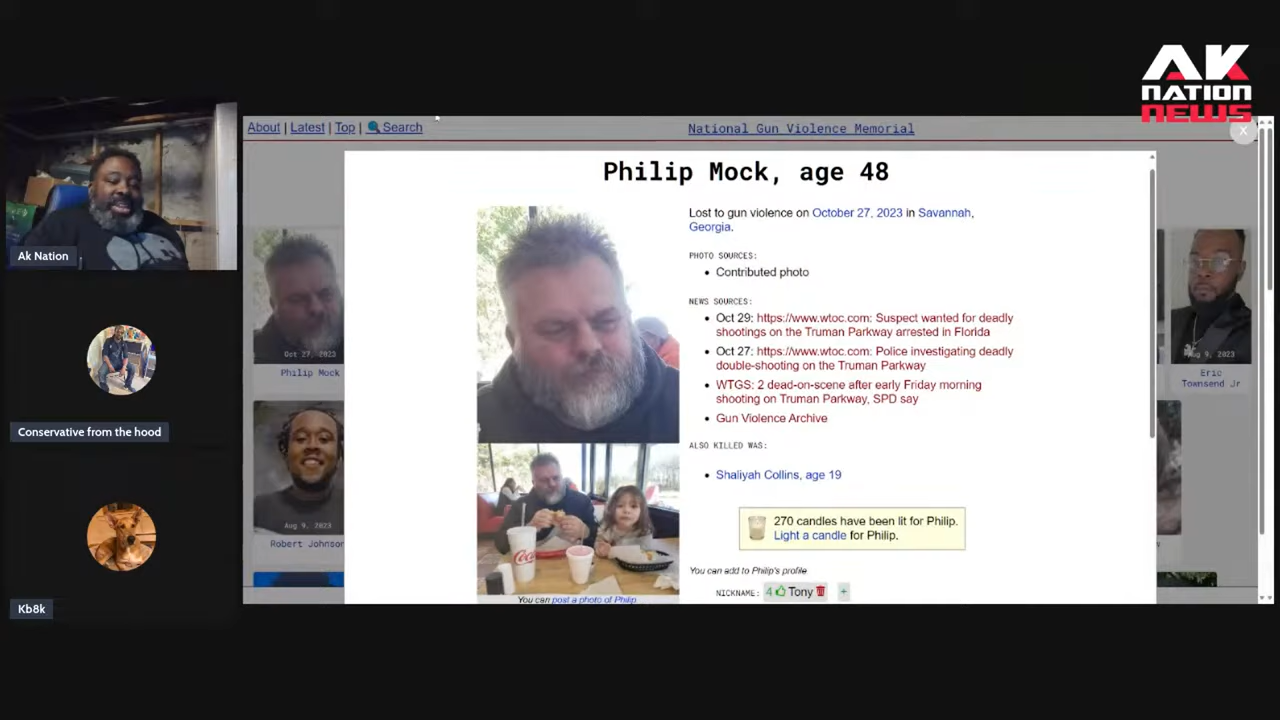 AK
NATION
NEWS
About | Latest | Top | Search
National Gun Violence Memorial
X
Philip Mock, age 48
Lost to gun violence on October 27, 2023 in Savannah,
Georgia.
PHOTO SOURCES:
• Contributed photo
NEWS SOURCES:
• Oct 29: https://www.wtoc.com: Suspect wanted for deadly
shootings on the Truman Parkway arrested in Florida
• Oct 27: https://www.wtoc.com: Police investigating deadly
double-shooting on the Truman Parkway
• WTGS: 2 dead-on-scene after early Friday morning
shooting on Truman Parkway, SPD say
• Gun Violence Archive
ALSO KILLED WAS:
• Shaliyah Collins, age 19
270 candles have been lit for Philip.
Light a candle for Philip.
You can add to Philip's profile
NICKNAME: 4 Tony +
You can post a photo of Philip
Coca
Oct 27, 2023
Philip Mock
Aug 9, 2023
Robert Johnson
Aug 9, 2023
Eric
Townsend Jr
Ak Nation
Conservative from the hood
Kb8k